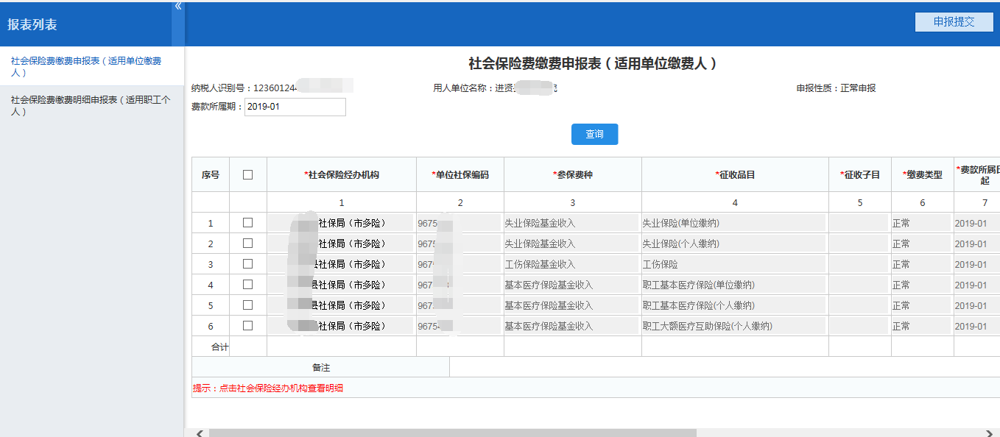 报表列表
«
申报提交
社会保险费缴费申报表（适用单位缴费
人）
社会保险费缴费明细申报表（适用职工个
人）
社会保险费缴费申报表（适用单位缴费人）
纳税人识别号：12360124 用人单位名称：进贤 申报性质：正常申报
费款所属期：2019-01
查询
序号 *社会保险经办机构 *单位社保编码 *参保费种 *征收品目 *征收子目 *缴费类型 *费款所属
起
1 2 3 4 5 6 7
1 社保局（市多险） 9675 失业保险基金收入 失业保险(单位缴纳) 正常 2019-01
2 社保局（市多险） 9675 失业保险基金收入 失业保险(个人缴纳) 正常 2019-01
3 县社保局（市多险） 967 工伤保险基金收入 工伤保险 正常 2019-01
4 县社保局（市多险） 967 基本医疗保险基金收入 职工基本医疗保险(单位缴纳) 正常 2019-01
5 县社保局（市多险） 967 基本医疗保险基金收入 职工基本医疗保险(个人缴纳) 正常 2019-01
6 社保局（市多险） 9675 基本医疗保险基金收入 职工大额医疗互助保险(个人缴纳) 正常 2019-01
合计
备注
提示：点击社会保险经办机构查看明细